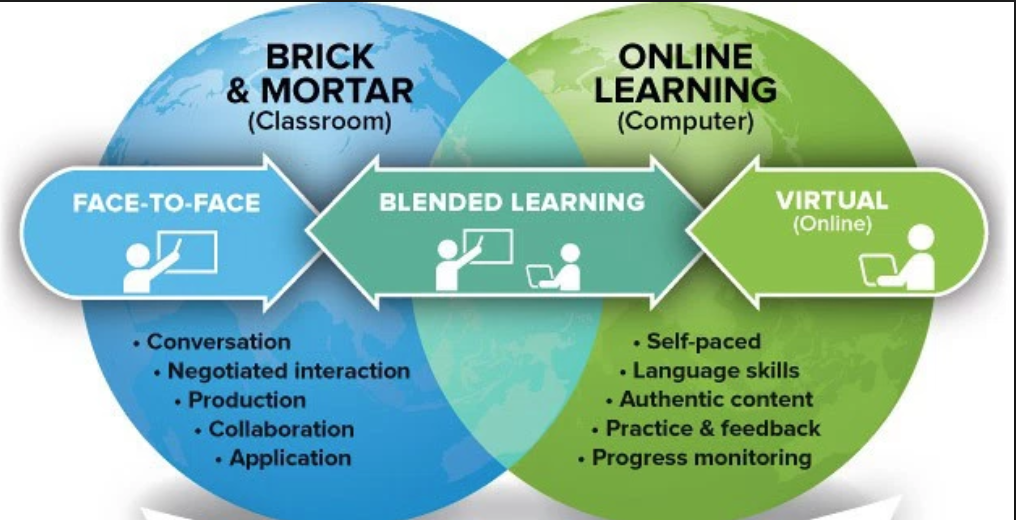 BRICK
& MORTAR
(Classroom)
ONLINE
LEARNING
(Computer)
FACE-TO-FACE
BLENDED LEARNING
VIRTUAL
(Online)
• Conversation
• Negotiated interaction
• Production
• Collaboration
• Application
• Self-paced
• Language skills
• Authentic content
• Practice & feedback
• Progress monitoring